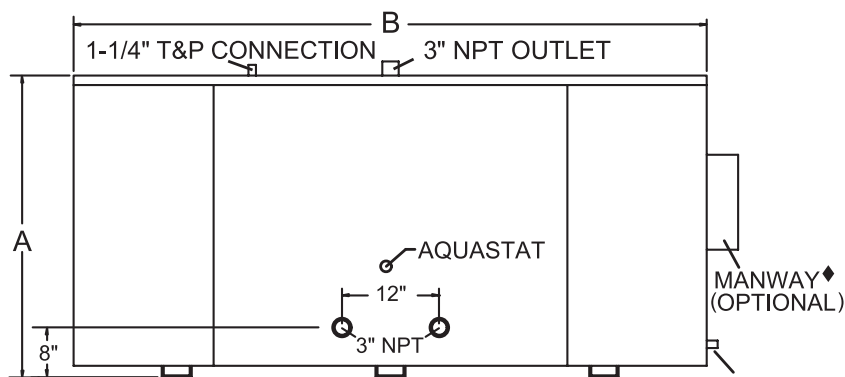 B
1-1/4" T&P CONNECTION
3" NPT OUTLET
A
AQUASTAT
MANWAY♦
(OPTIONAL)
12"
3" NPT
8"